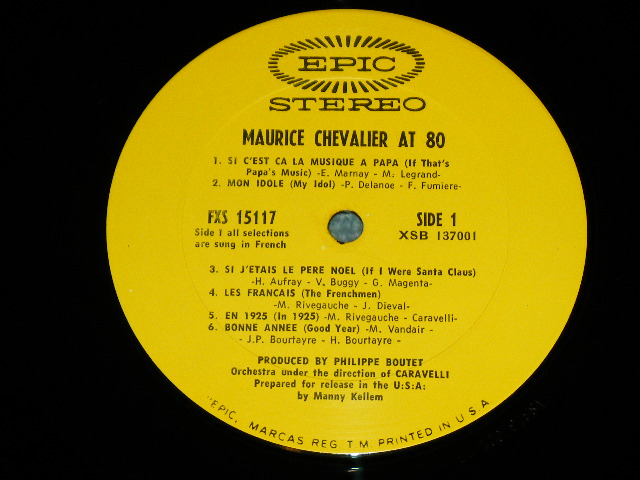 EPIC
STEREO
MAURICE CHEVALIER AT 80
1. SI C'EST CA LA MUSIQUE A PAPA (If That's
Papa's Music) -E. Marnay - M. Legrand-
2. MON IDOLE (My Idol) -P. Delanoe - F. Fumiere-
FXS 15117
Side 1 all selections
are sung in French
SIDE 1
XSB 137001
3. SI J'ETAIS LE PERE NOEL (If I Were Santa Claus)
-H. Aufray - V. Buggy - G. Magenta-
4. LES FRANCAIS (The Frenchmen)
-M. Rivegauche - J. Dieval-
5. EN 1925 (In 1925) -M. Rivegauche - Caravelli-
6. BONNE ANNEE (Good Year) -M. Vandair -
- J.P. Bourtayre - H. Bourtayre -
PRODUCED BY PHILIPPE BOUTET
Orchestra under the direction of CARAVELLI
Prepared for release in the U:S:A:
by Manny Kellem
"EPIC", MARCAS REG. T.M. PRINTED IN U.S.A.